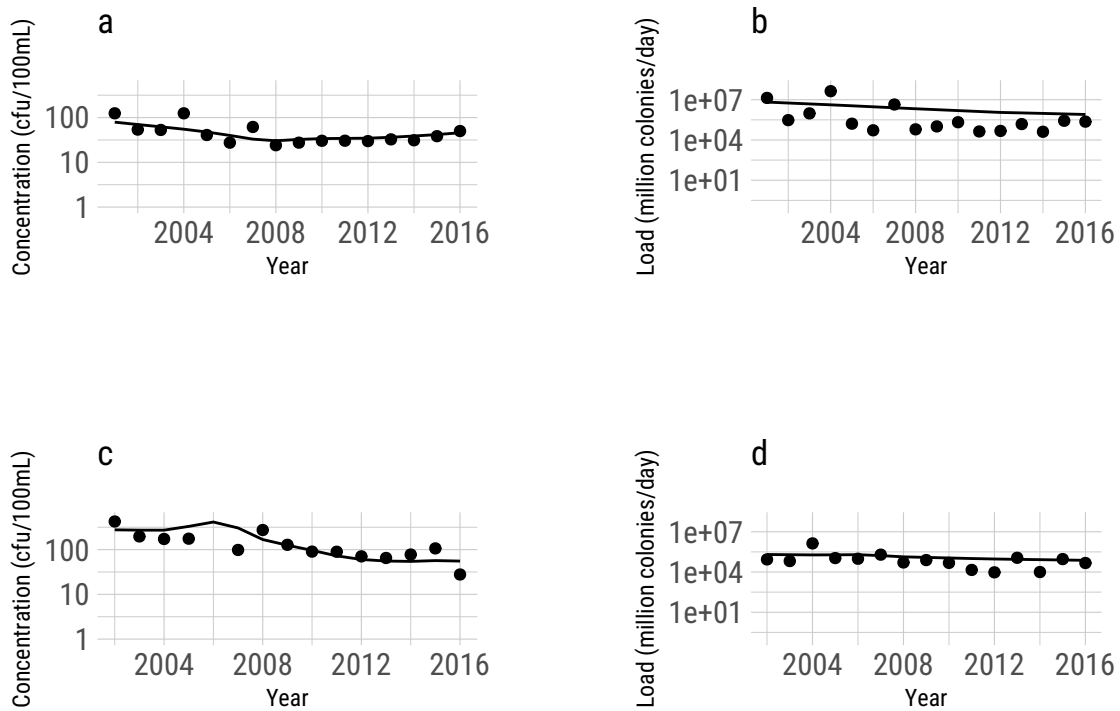 a
Concentration (cfu/100mL)
100
10
1
2004 2008 2012 2016
Year
b
Load (million colonies/day)
1e+07
1e+04
1e+01
2004 2008 2012 2016
Year
c
Concentration (cfu/100mL)
100
10
1
2004 2008 2012 2016
Year
d
Load (million colonies/day)
1e+07
1e+04
1e+01
2004 2008 2012 2016
Year